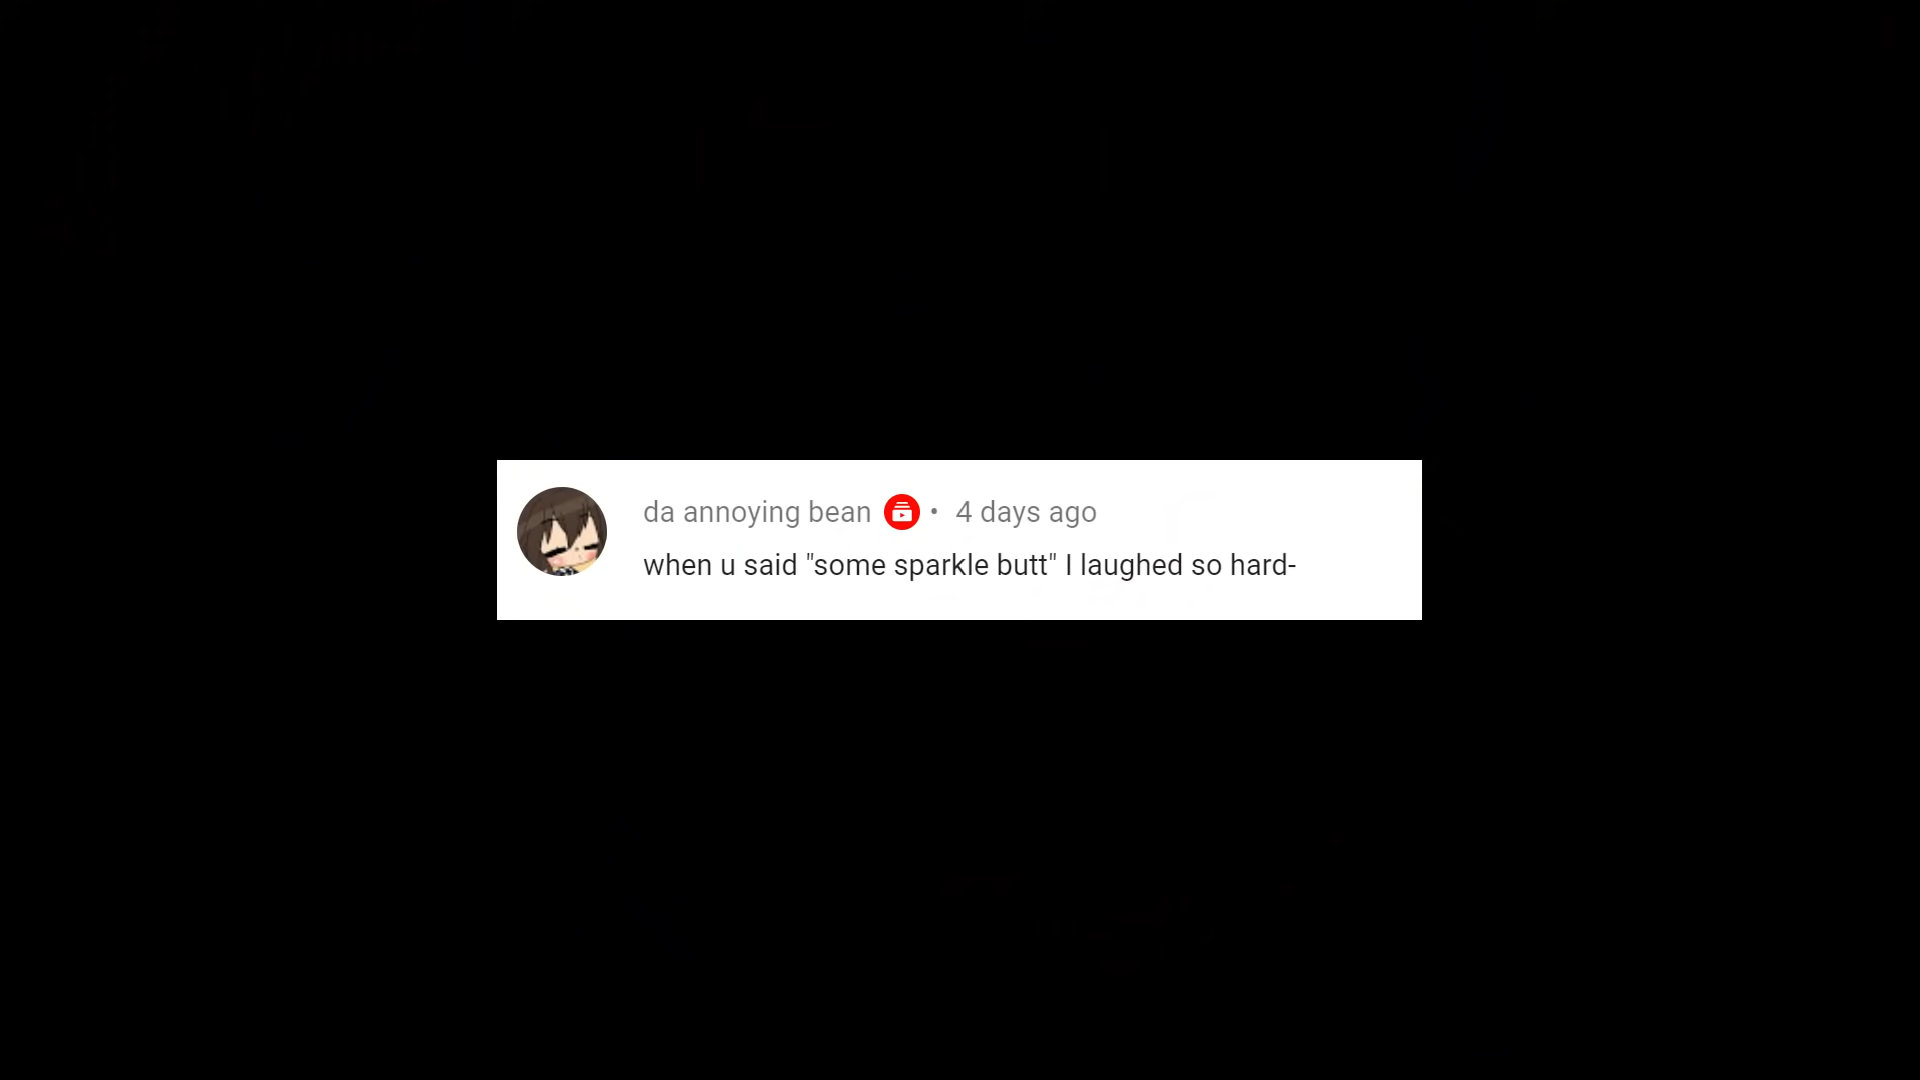 da annoying bean • 4 days ago
when u said "some sparkle butt" I laughed so hard-